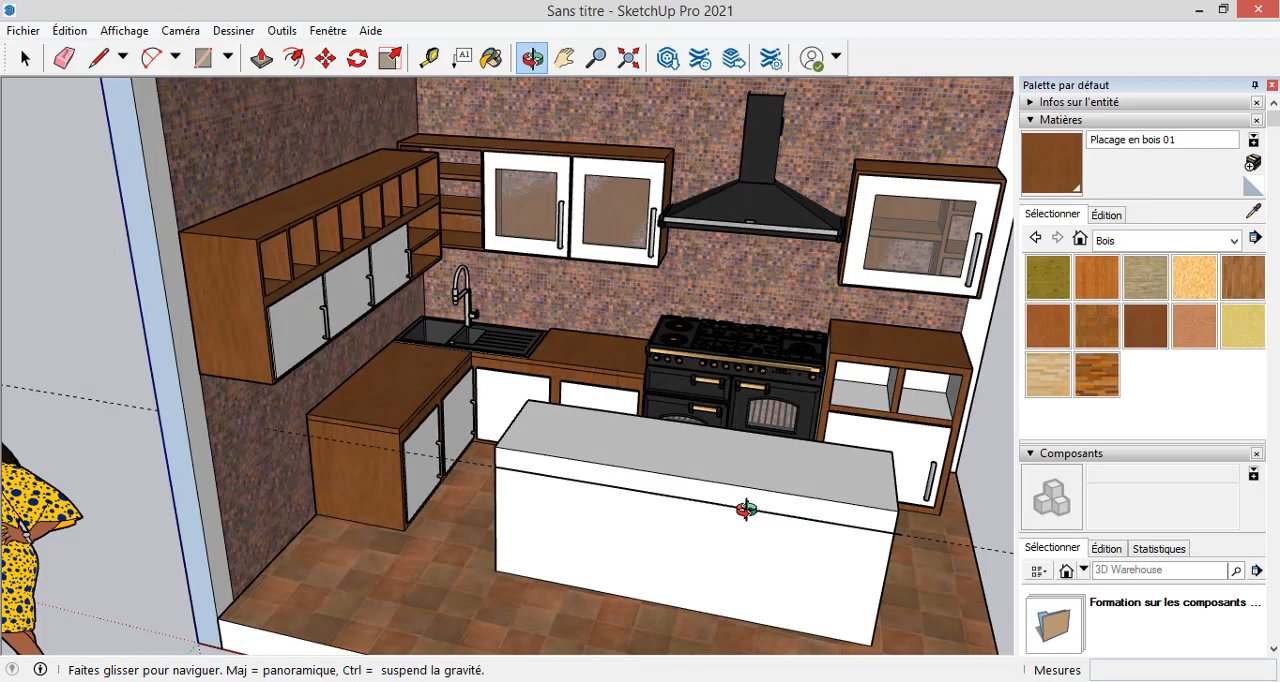 Sans titre - SketchUp Pro 2021
Fichier Édition Affichage Caméra Dessiner Outils Fenêtre Aide
A1
Palette par défaut
Infos sur l'entité
Matières
Placage en bois 01
Sélectionner Édition
Bois
Composants
Sélectionner Édition Statistiques
3D Warehouse
Formation sur les composants ...
Faites glisser pour naviguer. Maj = panoramique, Ctrl = suspend la gravité.
Mesures